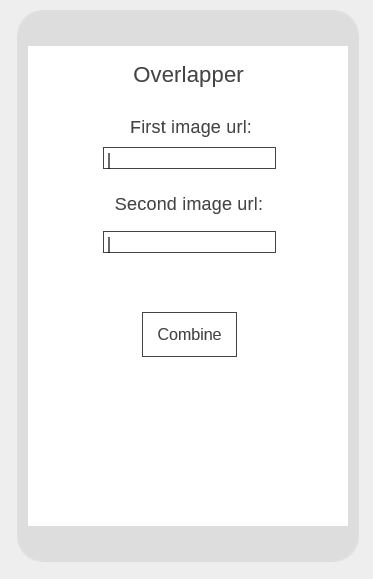 Overlapper
First image url:
Second image url:
Combine